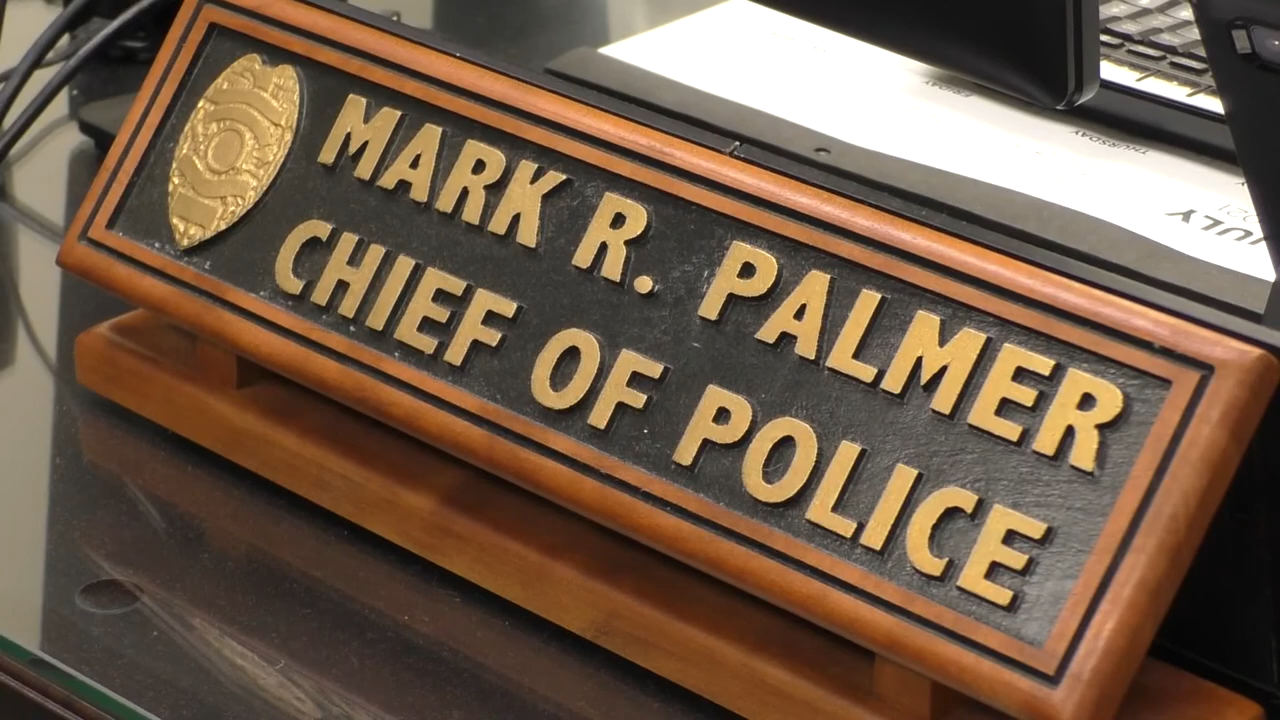 MARK R. PALMER
CHIEF OF POLICE
FRIDAY
THURSDAY
JULY